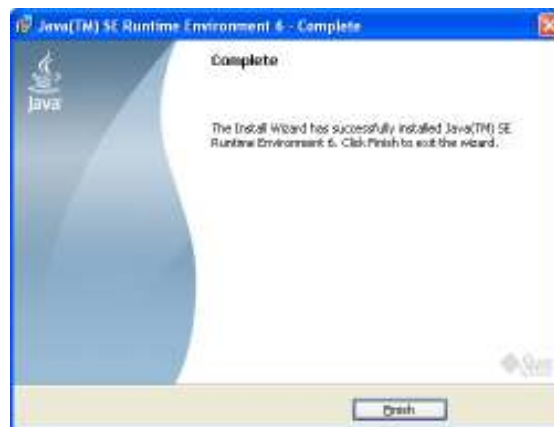 Java(TM) SE Runtime Environment 6 - Complete
Java
Complete
The Install Wizard has successfully installed Java(TM) SE
Runtime Environment 6. Click Finish to exit the wizard.
Sun
Finish